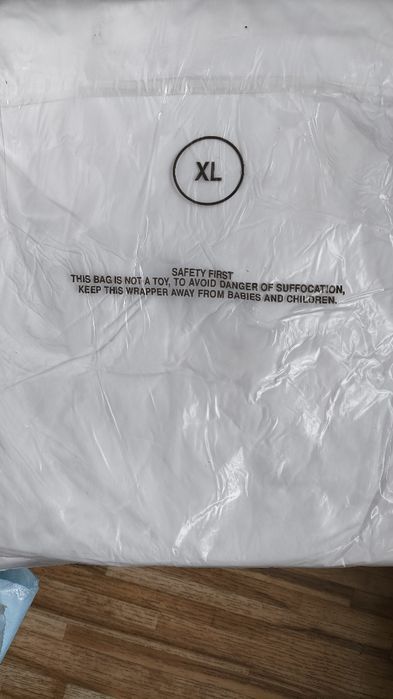 XL
SAFETY FIRST
THIS BAG IS NOT A TOY, TO AVOID DANGER OF SUFFOCATION,
KEEP THIS WRAPPER AWAY FROM BABIES AND CHILDREN.